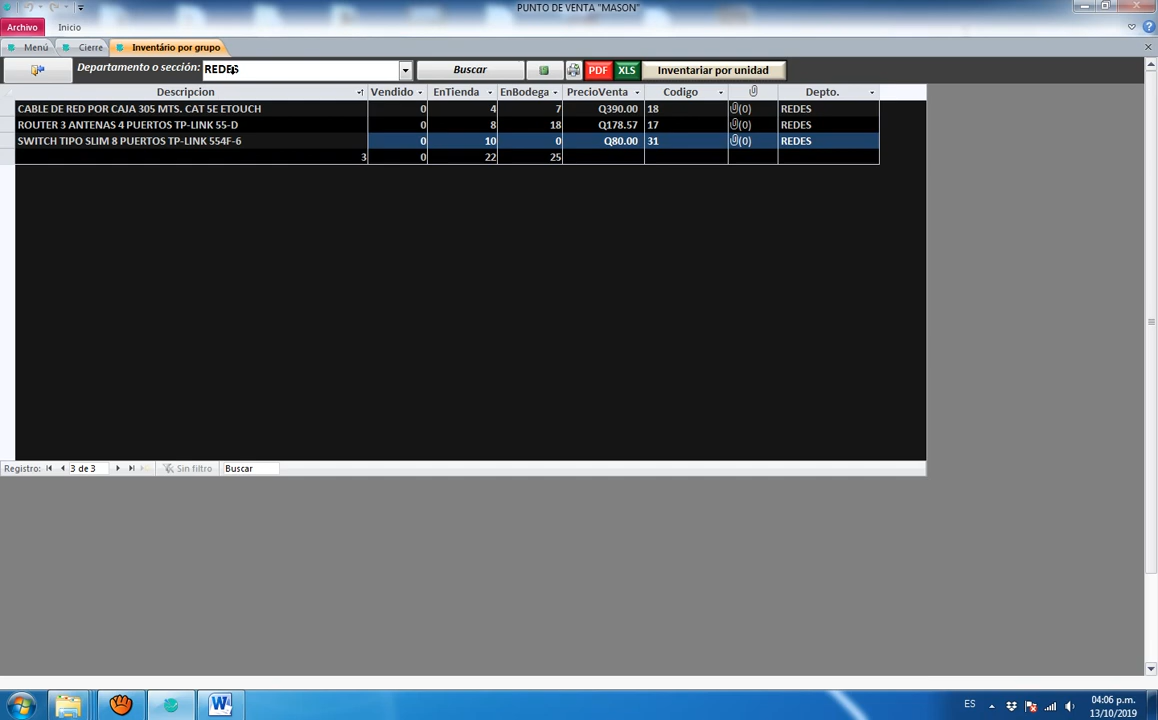 PUNTO DE VENTA "MASON"
Archivo Inicio
Menú Cierre Inventário por grupo
Departamento o sección: REDES Buscar PDF XLS Inventariar por unidad
Descripcion Vendido EnTienda EnBodega PrecioVenta Codigo Depto.
CABLE DE RED POR CAJA 305 MTS. CAT 5E ETOUCH 0 4 7 Q390.00 18 (0) REDES
ROUTER 3 ANTENAS 4 PUERTOS TP-LINK 55-D 0 8 18 Q178.57 17 (0) REDES
SWITCH TIPO SLIM 8 PUERTOS TP-LINK 554F-6 0 10 0 Q80.00 31 (0) REDES
3 0 22 25
Registro: 3 de 3 Sin filtro Buscar
ES 04:06 p.m.
13/10/2019